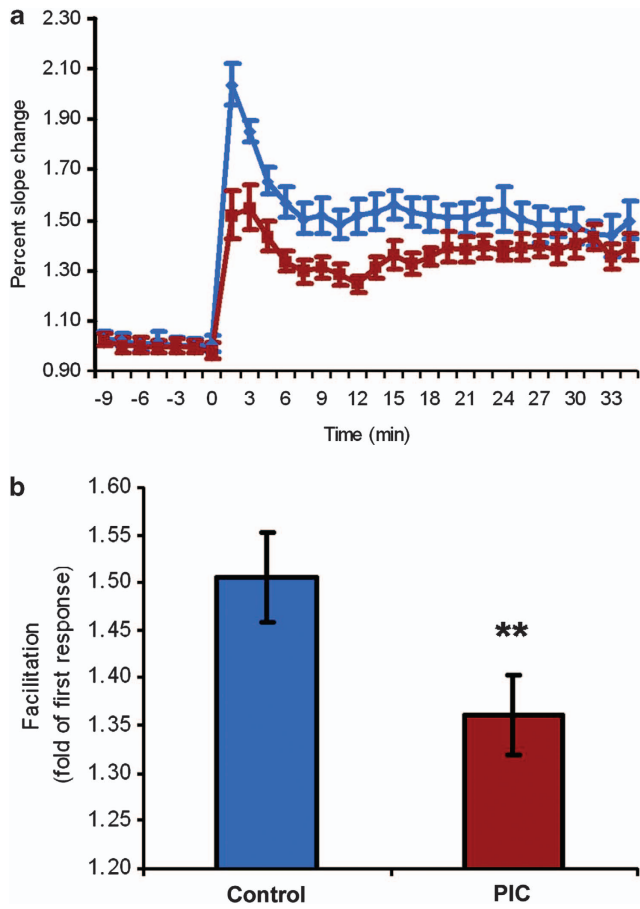 a
Percent slope change
2.30
2.10
1.90
1.70
1.50
1.30
1.10
0.90
-9 -6 -3 0 3 6 9 12 15 18 21 24 27 30 33
Time (min)
b
Facilitation
(fold of first response)
1.60
1.55
1.50
1.45
1.40
1.35
1.30
1.25
1.20
**
Control PIC